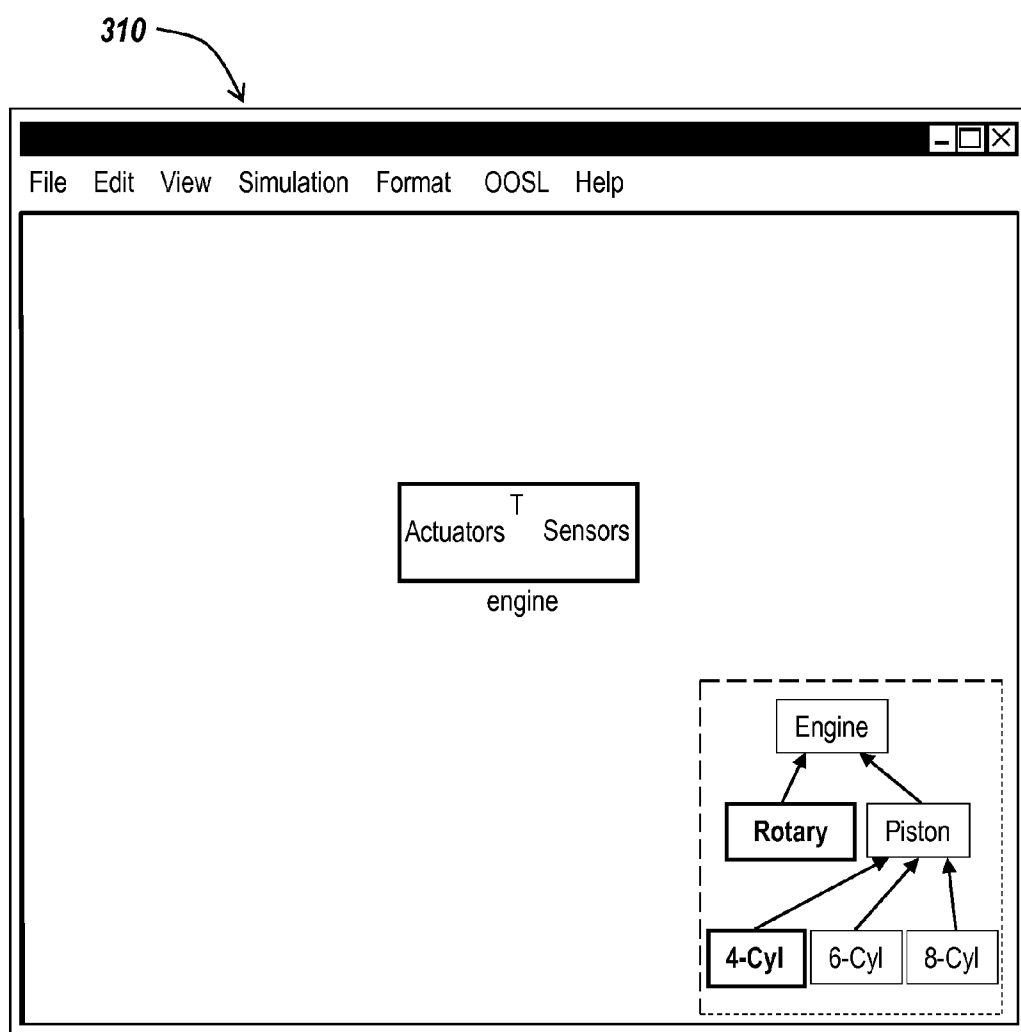 310
File Edit View Simulation Format OOSL Help
T
Actuators Sensors
engine
Engine
Rotary Piston
4-Cyl 6-Cyl 8-Cyl